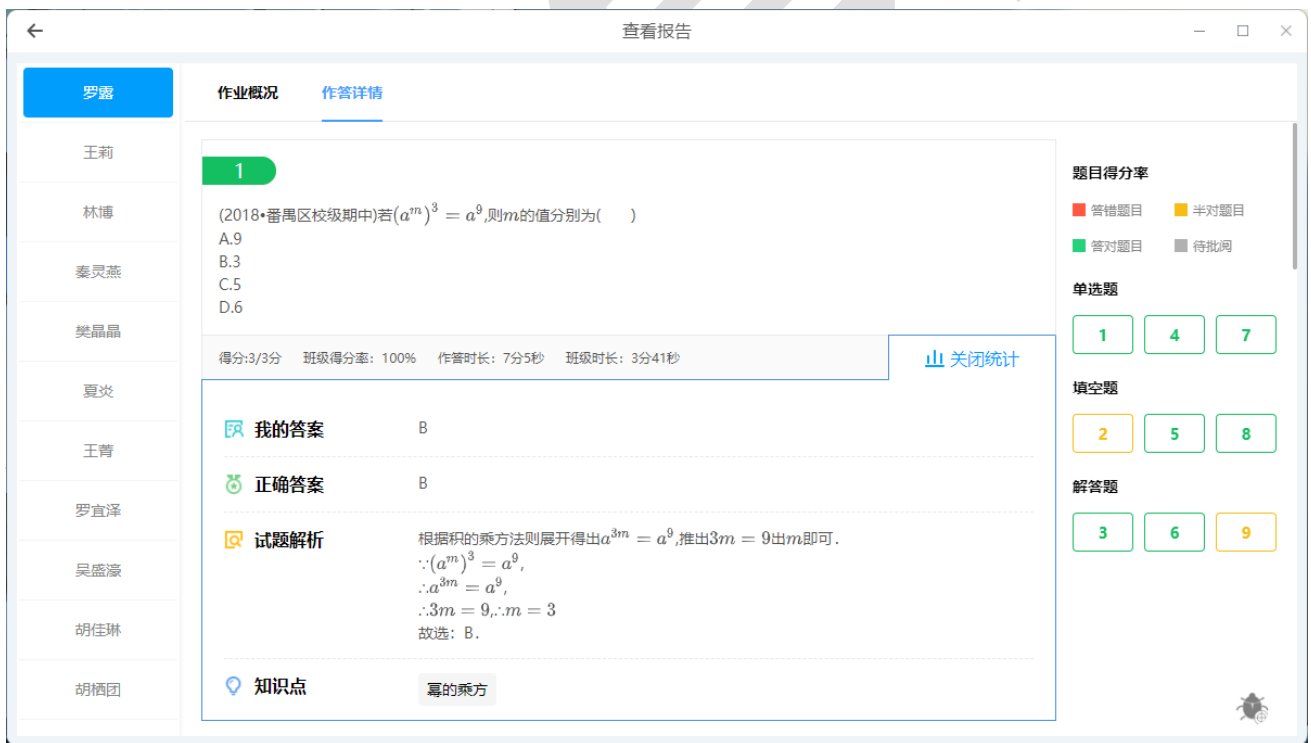 查看报告
罗露
王莉
林博
秦灵燕
樊晶晶
夏炎
王菁
罗宜泽
吴盛濠
胡佳琳
胡栖团
作业概况 作答详情
1
(2018•番禺区校级期中)若(a^m)^3 = a^9,则m的值分别为( )
A.9
B.3
C.5
D.6
得分:3/3分 班级得分率: 100% 作答时长: 7分5秒 班级时长: 3分41秒 关闭统计
我的答案 B
正确答案 B
试题解析 根据积的乘方法则展开得出a^{3m} = a^9,推出3m = 9出m即可.
∵(a^m)^3 = a^9,
∴a^{3m} = a^9,
∴3m = 9,∴m = 3
故选: B.
知识点 幂的乘方
题目得分率
答错题目 半对题目
答对题目 待批阅
单选题
1 4 7
填空题
2 5 8
解答题
3 6 9